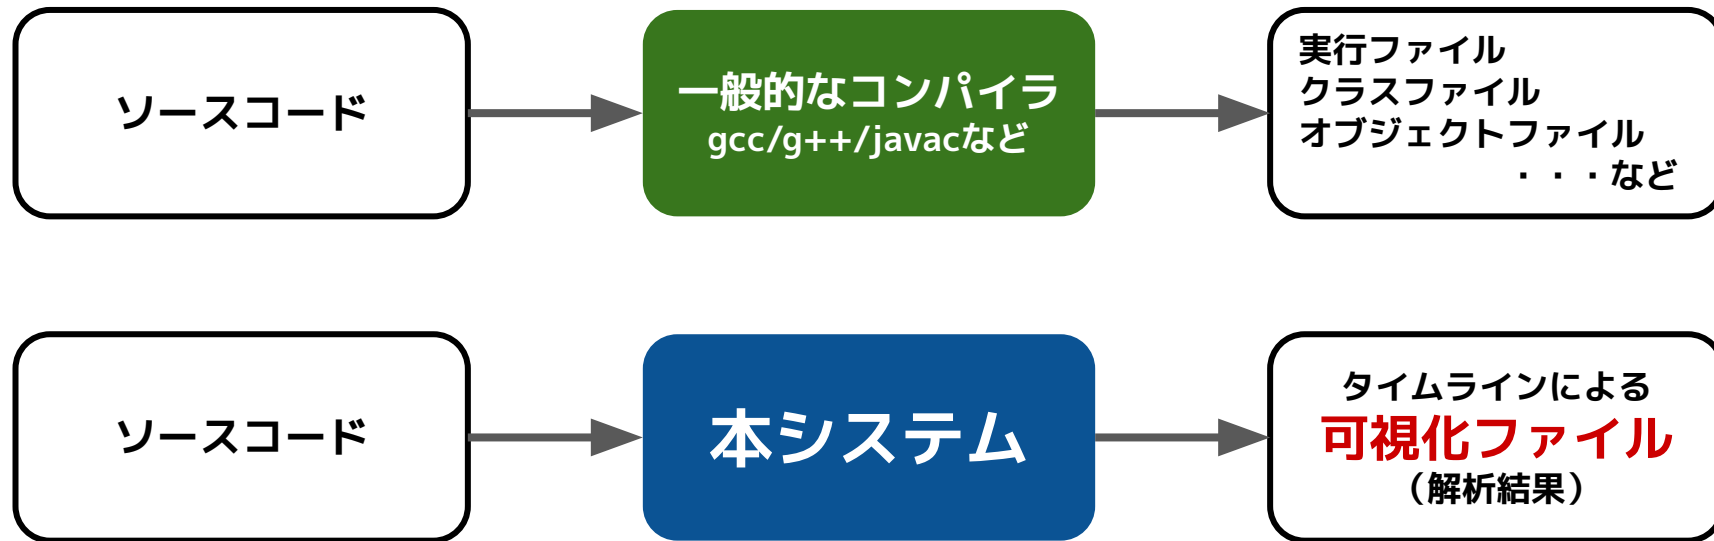 ソースコード
一般的なコンパイラ
gcc/g++/javacなど
実行ファイル
クラスファイル
オブジェクトファイル
・・・など
ソースコード
本システム
タイムラインによる
可視化ファイル
（解析結果）